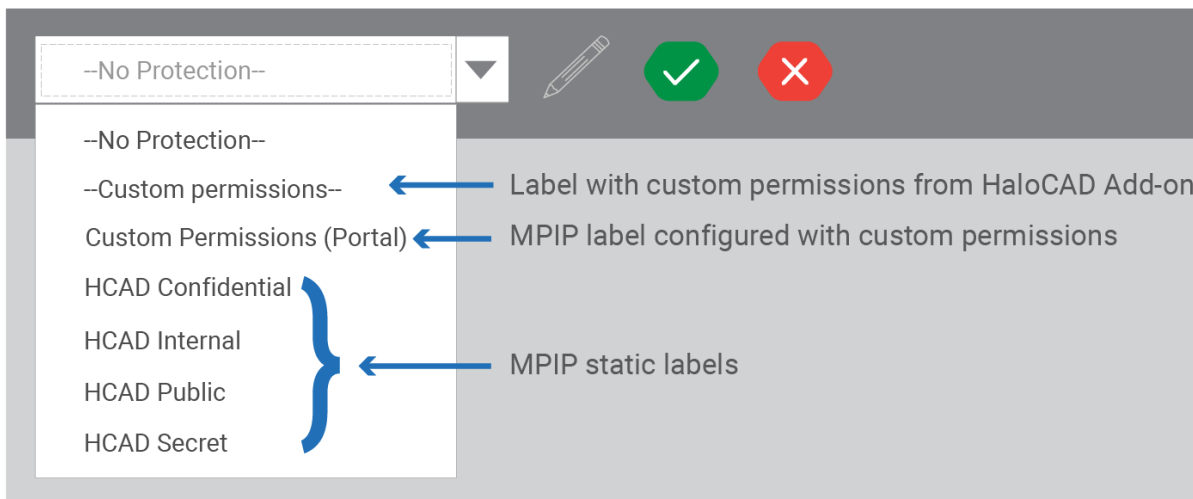 --No Protection--
--No Protection--
--Custom permissions--
Label with custom permissions from HaloCAD Add-on
Custom Permissions (Portal)
MPIP label configured with custom permissions
HCAD Confidential
HCAD Internal
MPIP static labels
HCAD Public
HCAD Secret